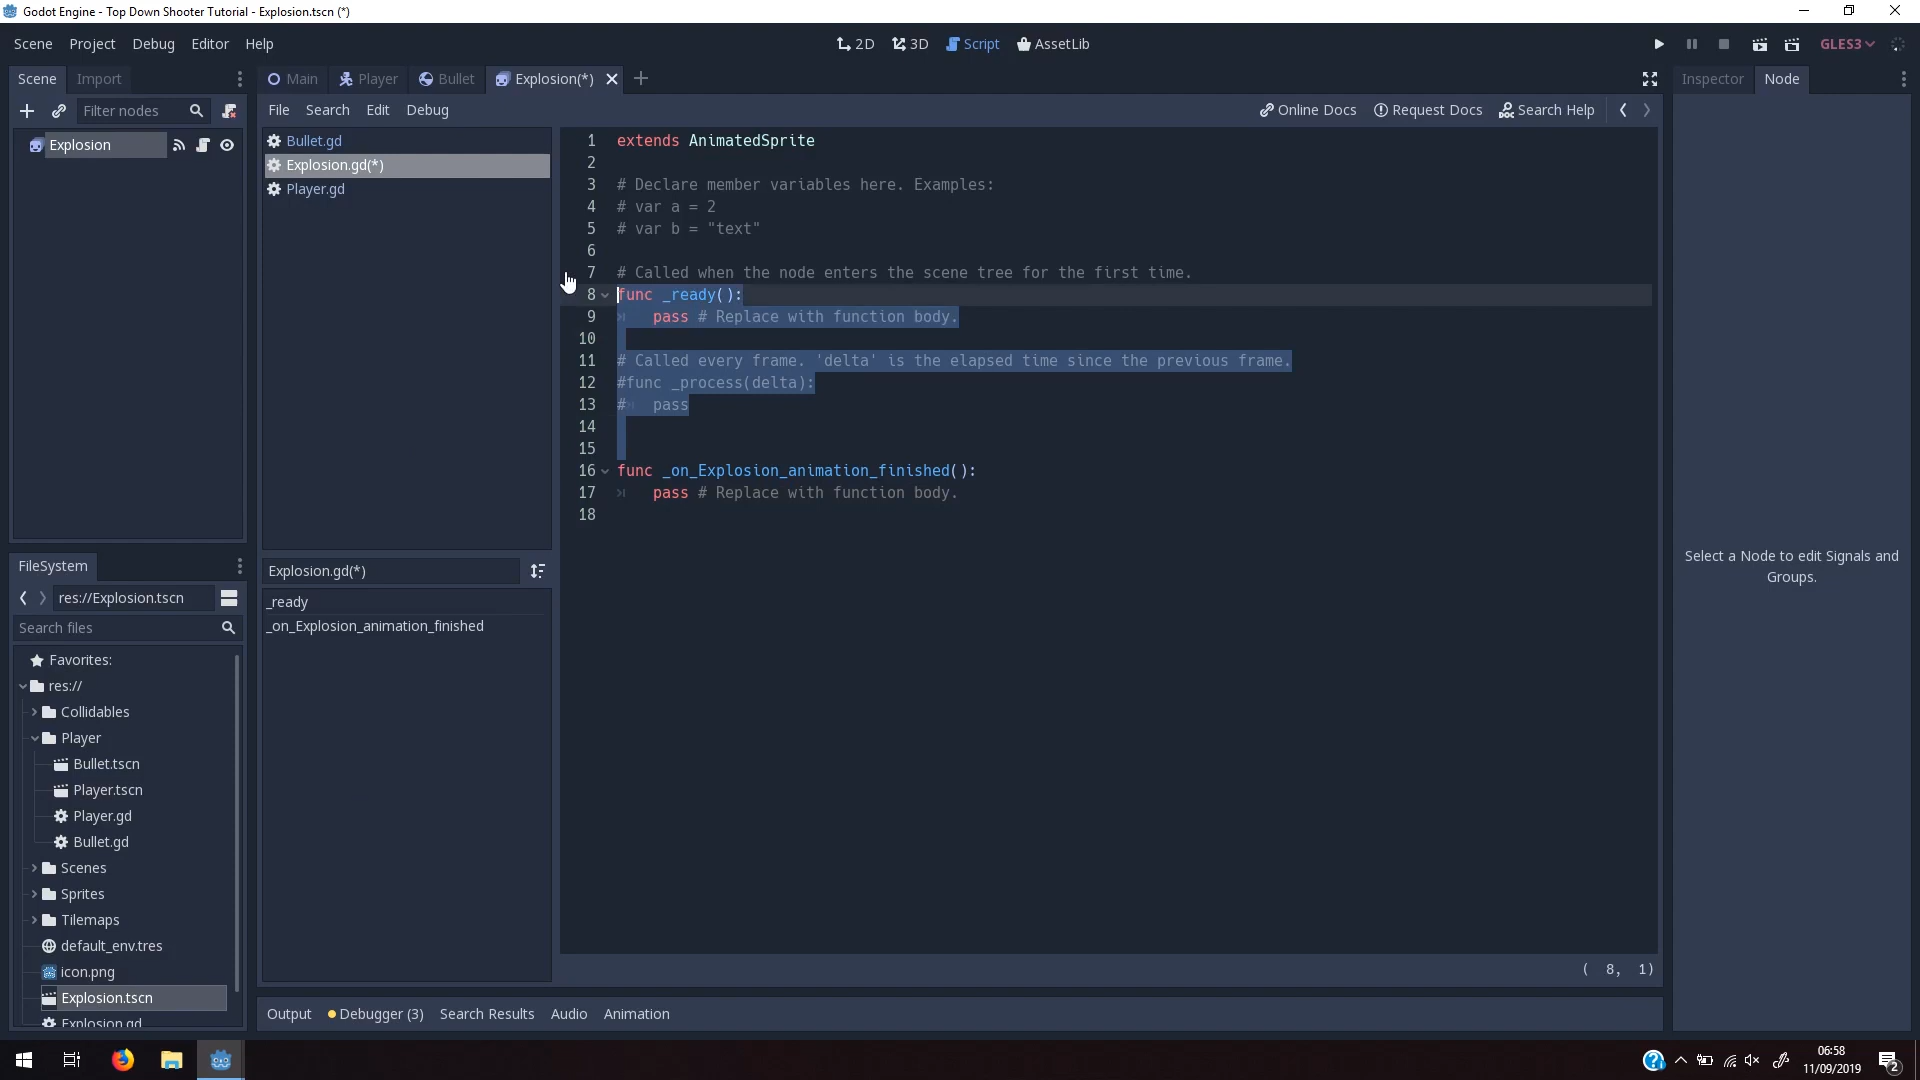 Godot Engine - Top Down Shooter Tutorial - Explosion.tscn (*)
Scene Project Debug Editor Help
2D 3D Script AssetLib
GLES3
Scene Import
Main Player Bullet Explosion(*)
Inspector Node
Filter nodes
File Search Edit Debug
Online Docs Request Docs Search Help
Explosion
Bullet.gd
Explosion.gd(*)
Player.gd
1 extends AnimatedSprite
2
3 # Declare member variables here. Examples:
4 # var a = 2
5 # var b = "text"
6
7 # Called when the node enters the scene tree for the first time.
8 func _ready():
9 pass # Replace with function body.
10
11 # Called every frame. 'delta' is the elapsed time since the previous frame.
12 #func _process(delta):
13 # pass
14
15
16 func _on_Explosion_animation_finished():
17 pass # Replace with function body.
18
Select a Node to edit Signals and
Groups.
Explosion.gd(*)
_ready
_on_Explosion_animation_finished
FileSystem
res://Explosion.tscn
Search files
Favorites:
res://
Collidables
Player
Bullet.tscn
Player.tscn
Player.gd
Bullet.gd
Scenes
Sprites
Tilemaps
default_env.tres
icon.png
Explosion.tscn
Explosion.gd
( 8, 1)
Output Debugger (3) Search Results Audio Animation
06:58
11/09/2019
2